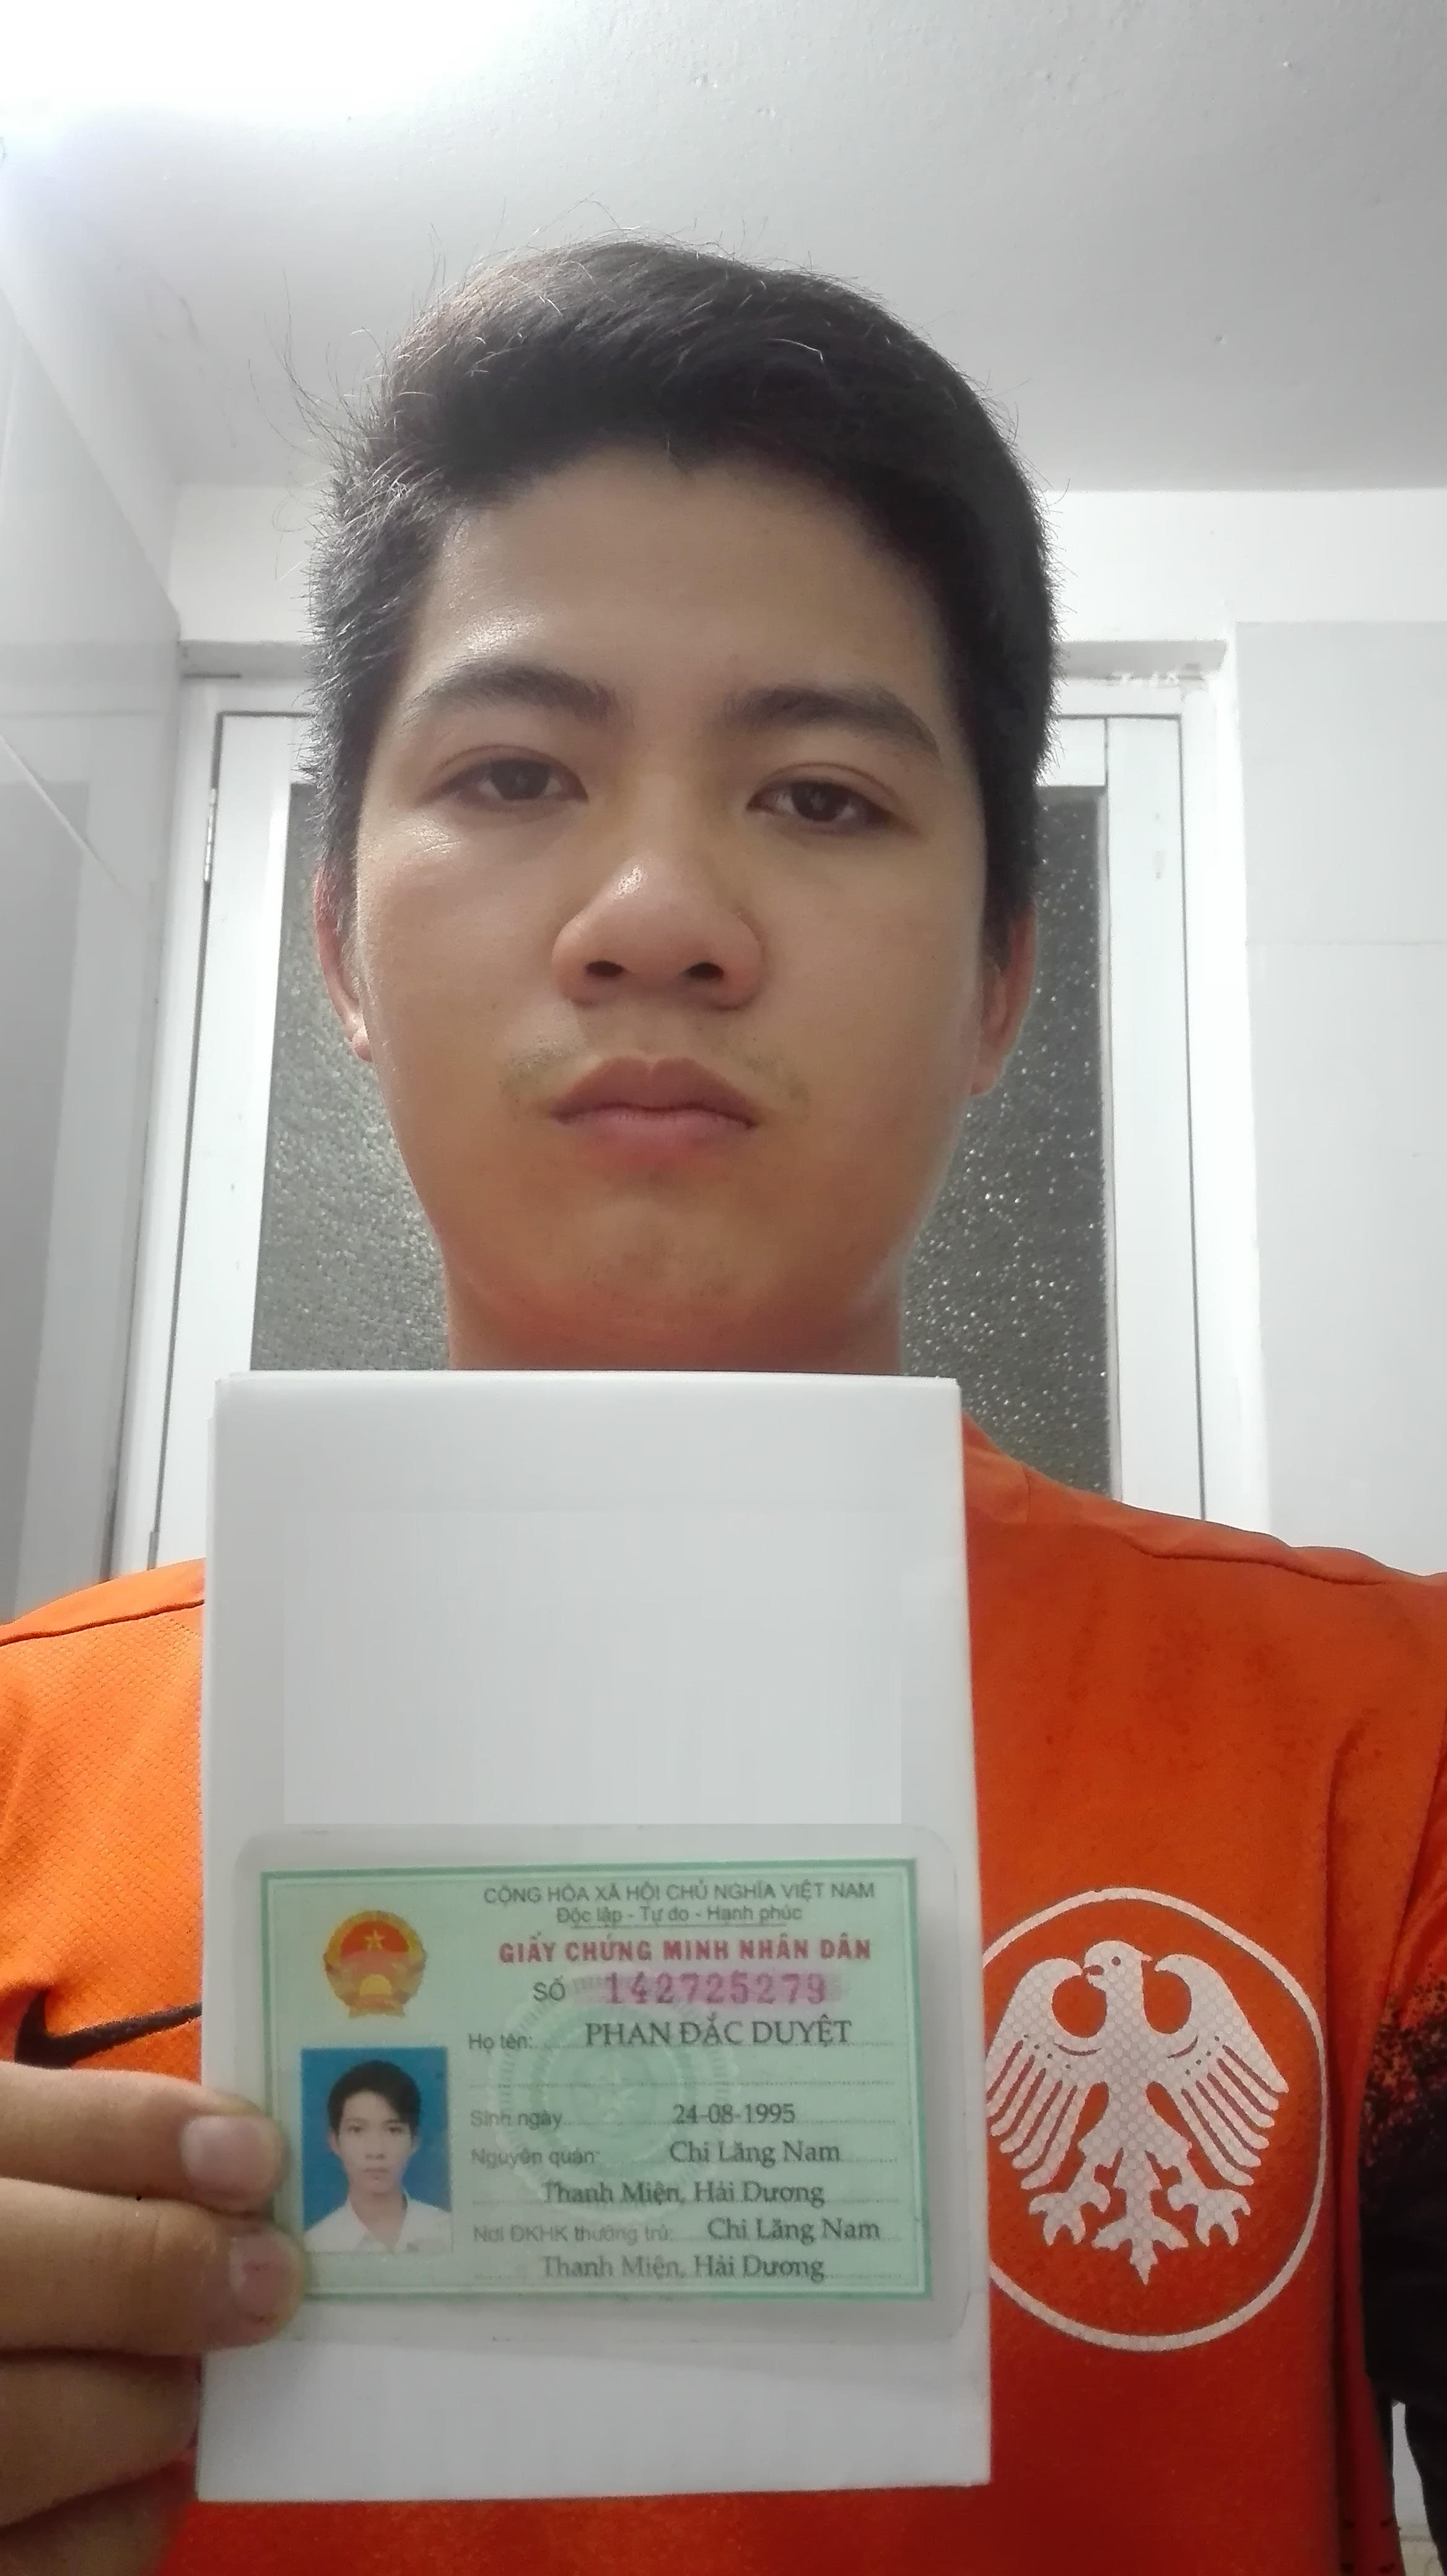 CỘNG HÒA XÃ HỘI CHỦ NGHĨA VIỆT NAM
Độc lập - Tự do - Hạnh phúc
GIẤY CHỨNG MINH NHÂN DÂN
SỐ 142725279
Họ tên: PHAN ĐẮC DUYỆT
Sinh ngày 24-08-1995
Nguyên quán: Chi Lăng Nam
Thanh Miện, Hải Dương
Nơi ĐKHK thường trú: Chi Lăng Nam
Thanh Miện, Hải Dương